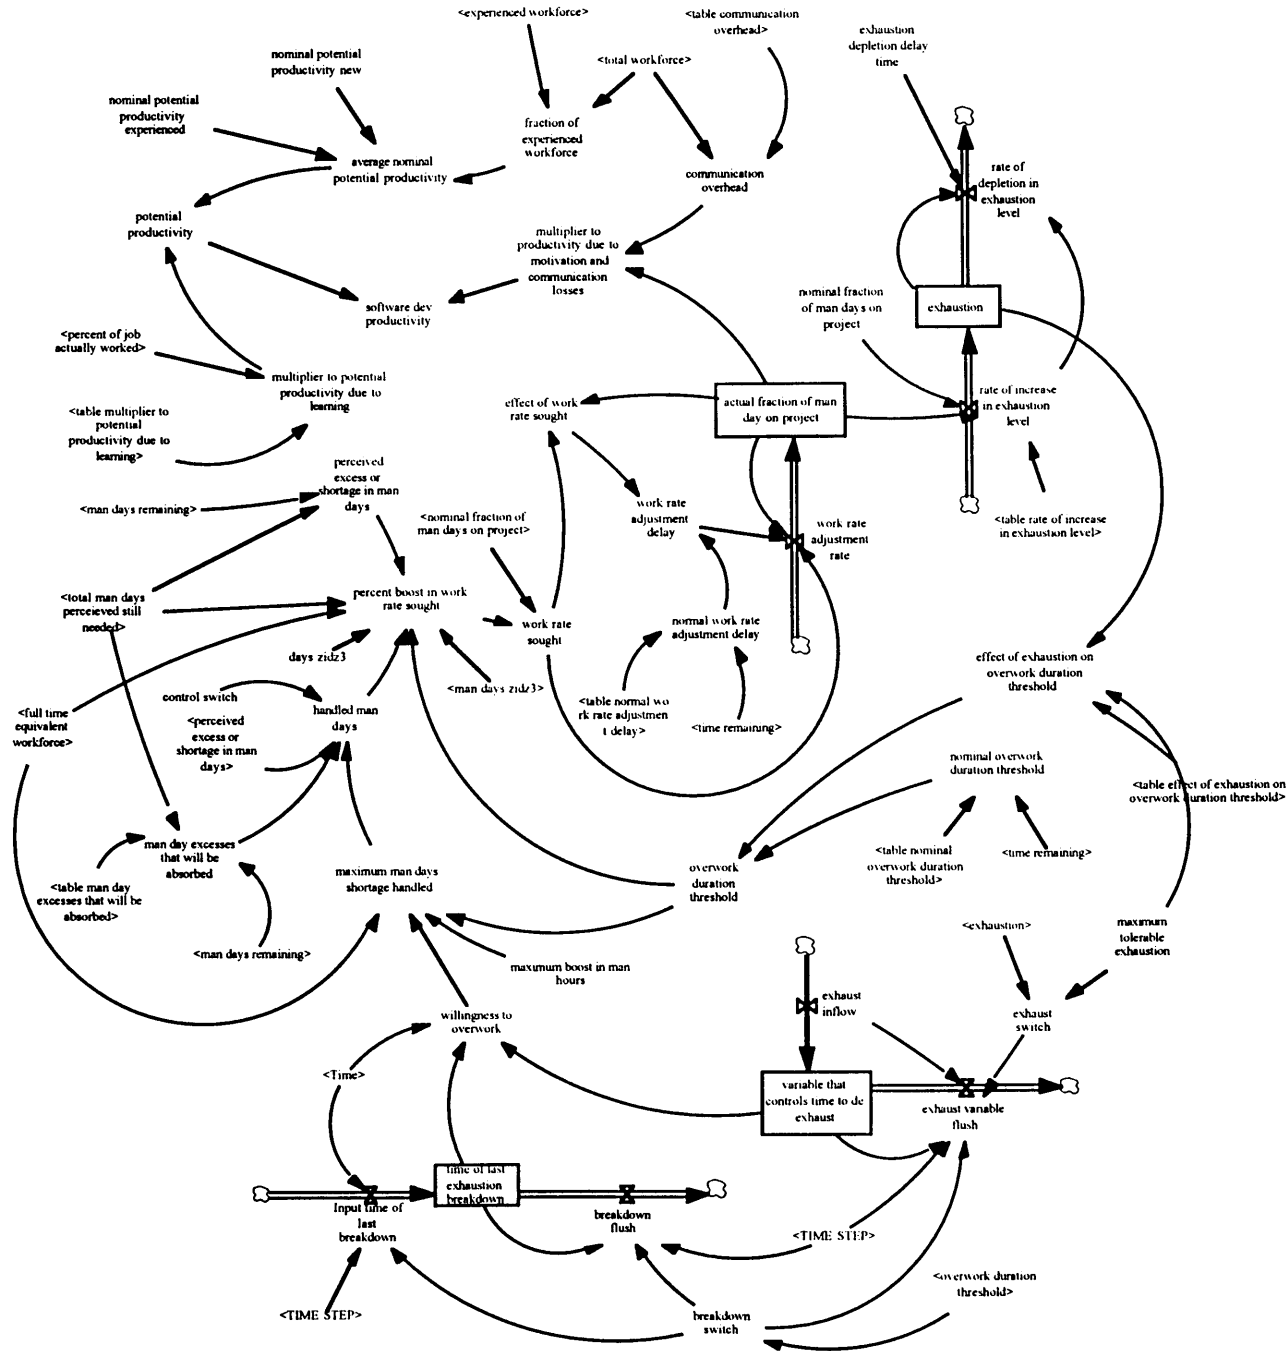 <experienced workforce>
<table communication
overhead>
exhaustion
depletion delay
time
nominal potential
productivity new
<total workforce>
nominal potential
productivity
experienced
fraction of
experienced
workforce
average nominal
potential productivity
communication
overhead
rate of
depletion in
exhaustion
level
potential
productivity
multiplier to
productivity due to
motivation and
communication
losses
software dev
productivity
nominal fraction
of man days on
project
exhaustion
<percent of job
actually worked>
multiplier to potential
productivity due to
learning
effect of work
rate sought
actual fraction of man
day on project
rate of increase
in exhaustion
level
<table multiplier to
potential
productivity due to
learning>
perceived
excess or
shortage in man
days
<man days remaining>
<nominal fraction of
man days on project>
work rate
adjustment
delay
work rate
adjustment
rate
<table rate of increase
in exhaustion level>
<total man days
perceieved still
needed>
percent boost in work
rate sought
work rate
sought
normal work rate
adjustment delay
days zidz3
<man days zidz3>
effect of exhaustion on
overwork duration
threshold
control switch
handled man
days
<full time
equivalent
workforce>
<perceived
excess or
shortage in man
days>
<table normal wo
rk rate adjustmen
t delay>
<time remaining>
nominal overwork
duration threshold
<table effect of exhaustion on
overwork duration threshold>
man day excesses
that will be
absorbed
maximum man days
shortage handled
overwork
duration
threshold
<table nominal
overwork duration
threshold>
<time remaining>
<table man day
excesses that will be
absorbed>
<man days remaining>
maximum boost in man
hours
<exhaustion>
maximum
tolerable
exhaustion
willingness to
overwork
exhaust
inflow
exhaust
switch
<Time>
variable that
controls time to de
exhaust
exhaust variable
flush
time of last
exhaustion
breakdown
Input time of
last
breakdown
breakdown
flush
<TIME STEP>
<overwork duration
threshold>
<TIME STEP>
breakdown
switch